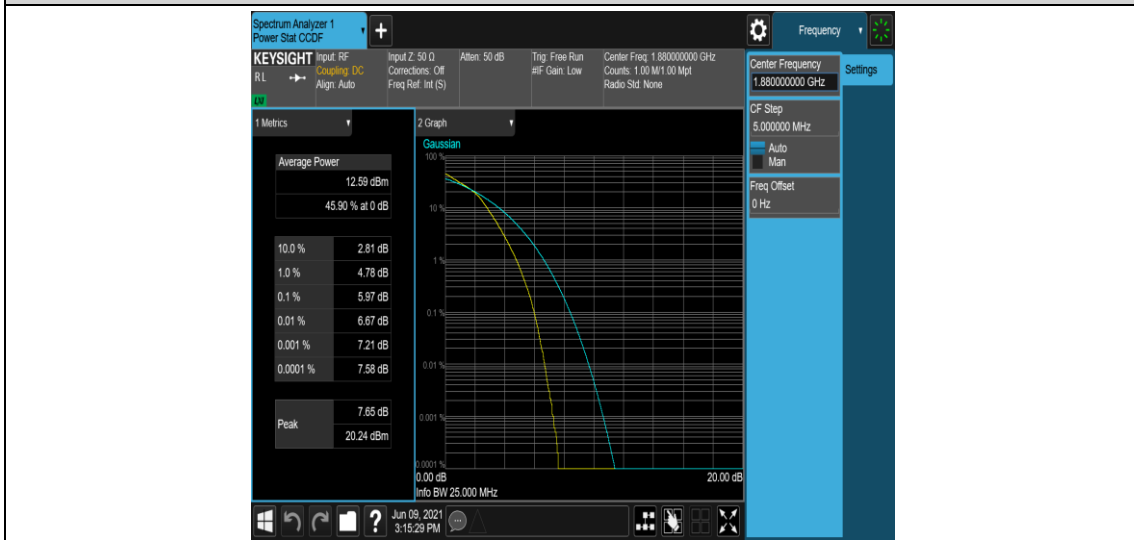 Spectrum Analyzer 1
Power Stat CCDF
+
Frequency
KEYSIGHT
RL
LXI
Input: RF
Coupling: DC
Align: Auto
Input Z: 50 Ω
Corrections: Off
Freq Ref: Int (S)
Atten: 50 dB
Trig: Free Run
#IF Gain: Low
Center Freq: 1.880000000 GHz
Counts: 1.00 M/1.00 Mpt
Radio Std: None
Center Frequency
1.880000000 GHz
Settings
CF Step
5.000000 MHz
Auto
Man
Freq Offset
0 Hz
1 Metrics
Average Power
12.59 dBm
45.90 % at 0 dB
10.0 % 2.81 dB
1.0 % 4.78 dB
0.1 % 5.97 dB
0.01 % 6.67 dB
0.001 % 7.21 dB
0.0001 % 7.58 dB
Peak
7.65 dB
20.24 dBm
2 Graph
Gaussian
100 %
10 %
1 %
0.1 %
0.01 %
0.001 %
0.0001 %
0.00 dB 20.00 dB
Info BW 25.000 MHz
?
Jun 09, 2021
3:15:29 PM